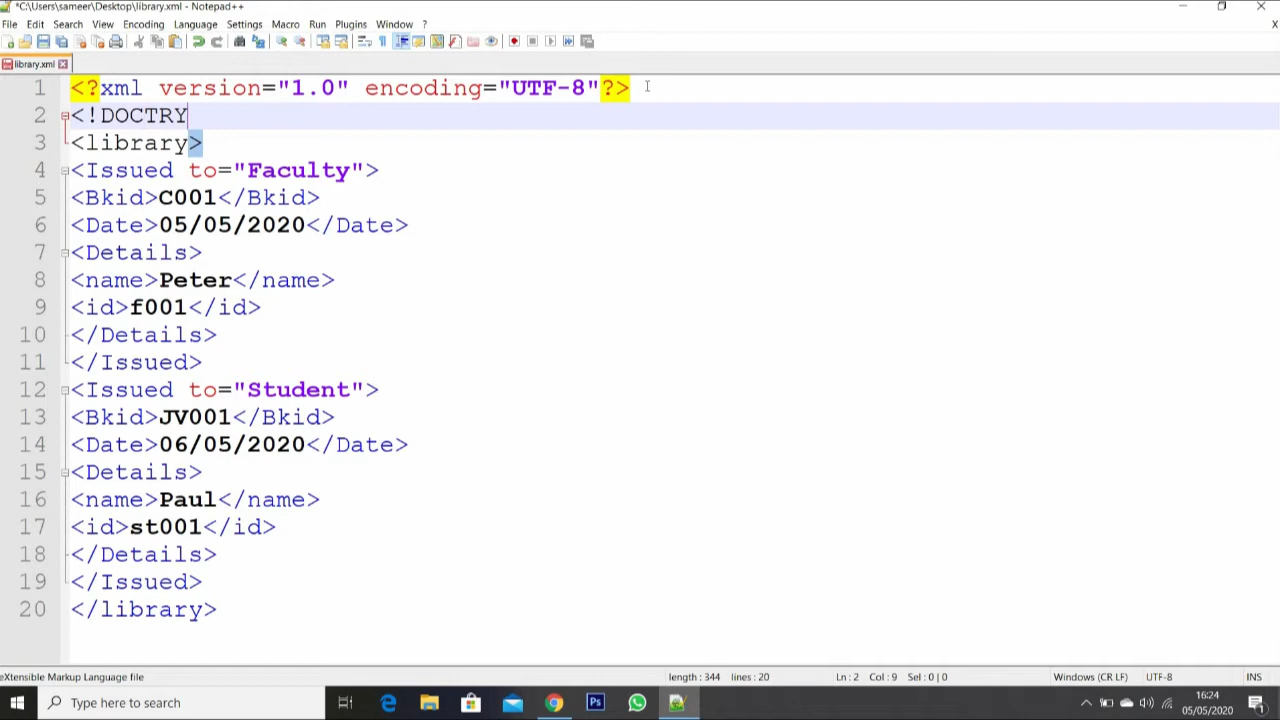 *C:\Users\sameer\Desktop\library.xml - Notepad++
File Edit Search View Encoding Language Settings Macro Run Plugins Window ?
X
library.xml
1 <?xml version="1.0" encoding="UTF-8"?>
2 <!DOCTRY
3 <library>
4 <Issued to="Faculty">
5 <Bkid>C001</Bkid>
6 <Date>05/05/2020</Date>
7 <Details>
8 <name>Peter</name>
9 <id>f001</id>
10 </Details>
11 </Issued>
12 <Issued to="Student">
13 <Bkid>JV001</Bkid>
14 <Date>06/05/2020</Date>
15 <Details>
16 <name>Paul</name>
17 <id>st001</id>
18 </Details>
19 </Issued>
20 </library>
eXtensible Markup Language file length : 344 lines : 20 Ln : 2 Col : 9 Sel : 0 | 0 Windows (CR LF) UTF-8 INS
Type here to search
Ps
16:24
05/05/2020
1